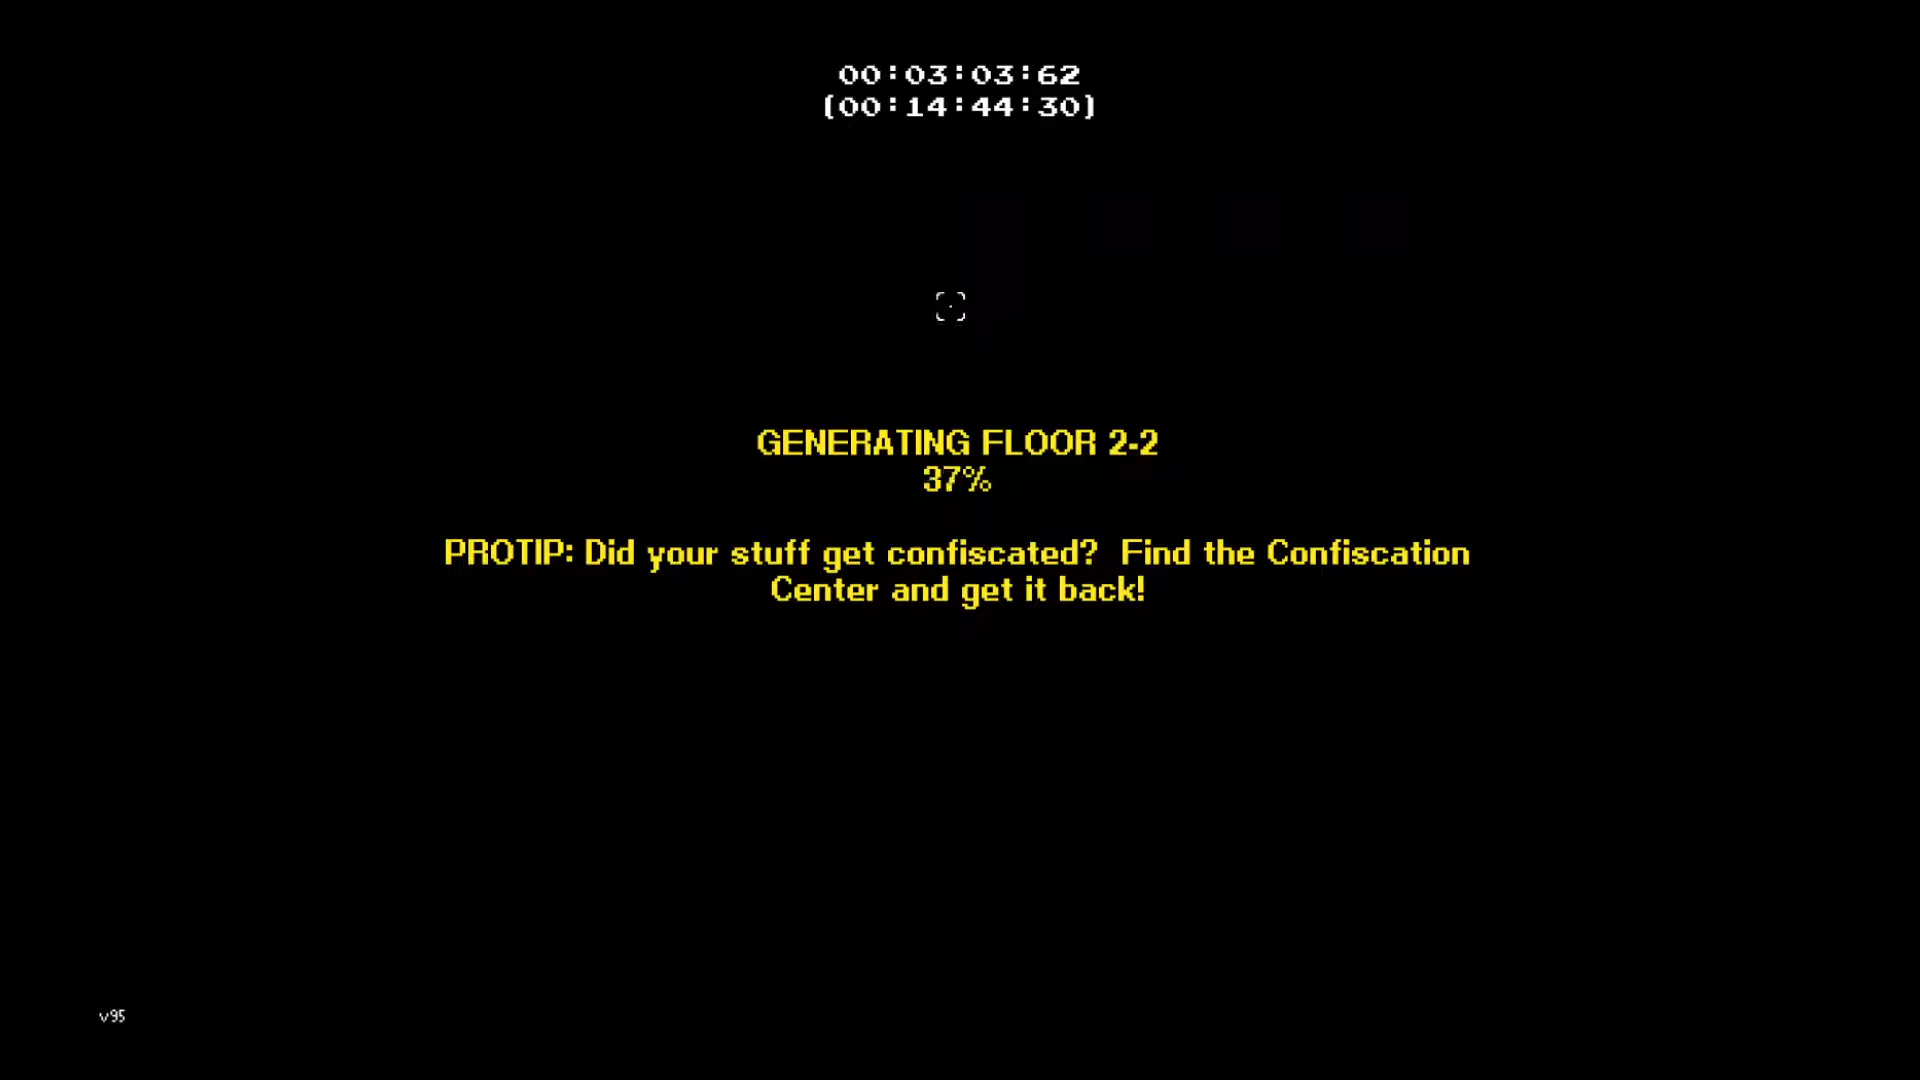 00:03:03:62
(00:14:44:30)
GENERATING FLOOR 2-2
37%
PROTIP: Did your stuff get confiscated?  Find the Confiscation
Center and get it back!
v95